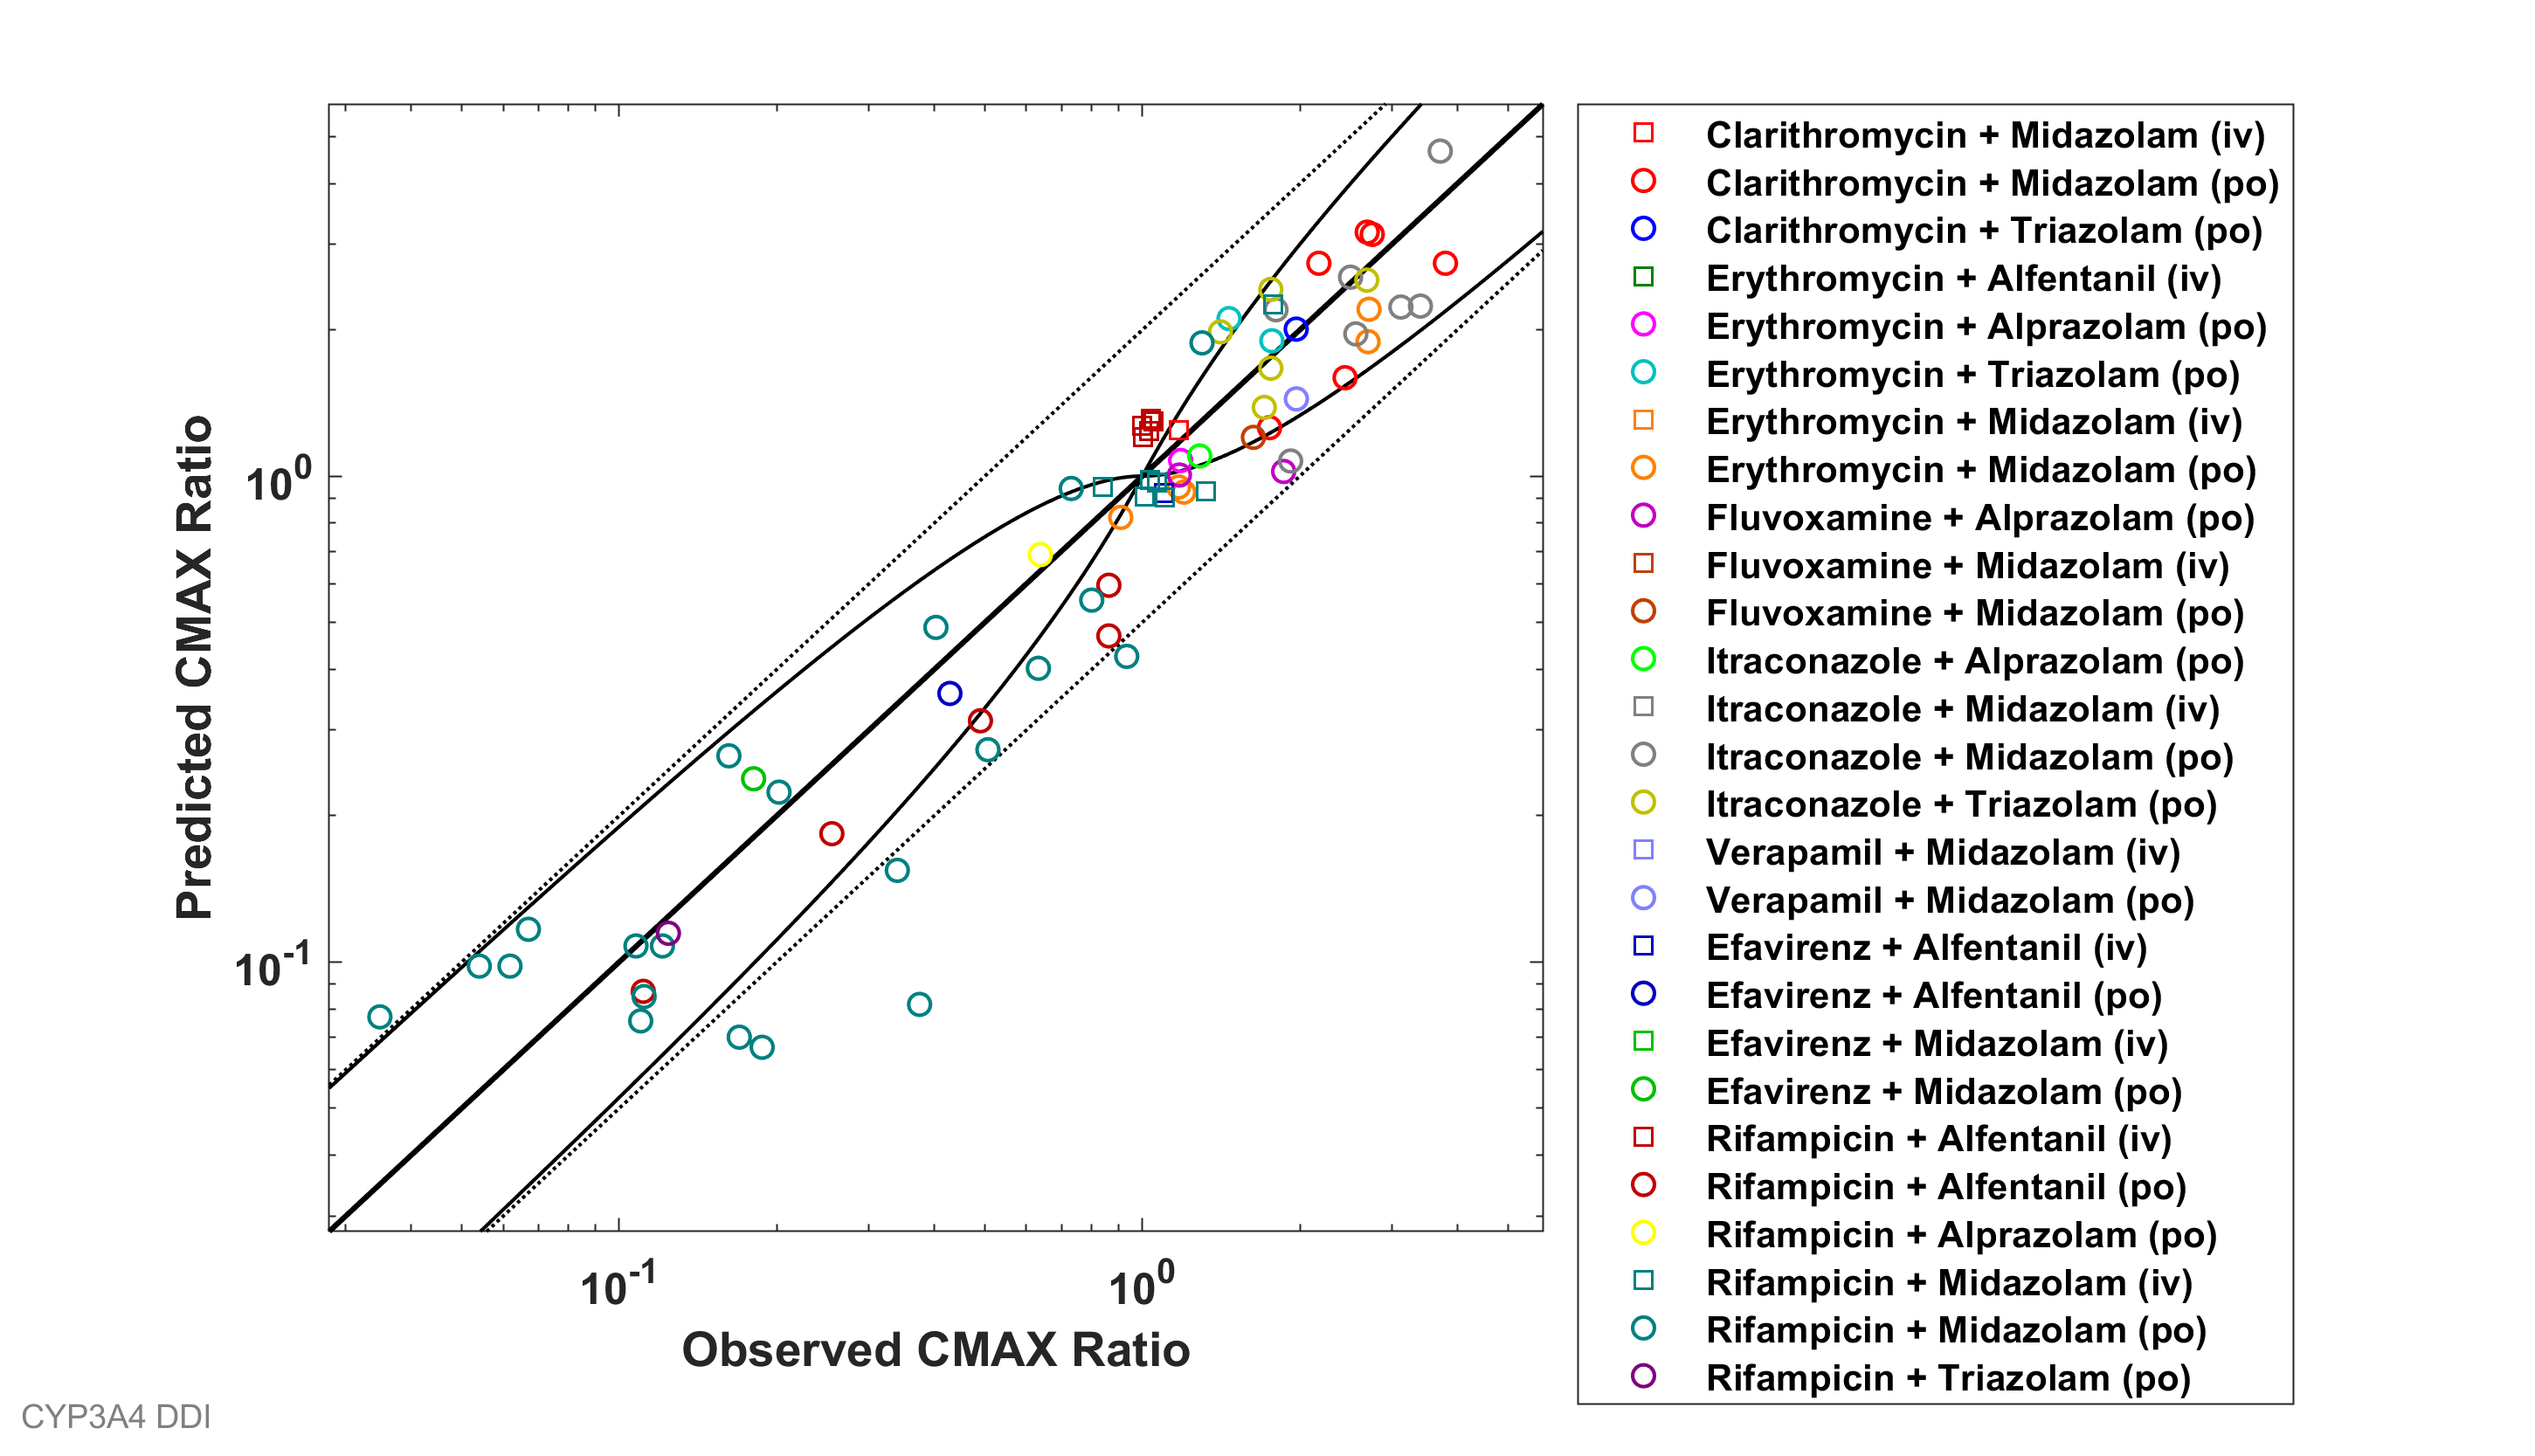 Predicted CMAX Ratio
10^0
10^-1
10^-1
10^0
Observed CMAX Ratio
Clarithromycin + Midazolam (iv)
Clarithromycin + Midazolam (po)
Clarithromycin + Triazolam (po)
Erythromycin + Alfentanil (iv)
Erythromycin + Alprazolam (po)
Erythromycin + Triazolam (po)
Erythromycin + Midazolam (iv)
Erythromycin + Midazolam (po)
Fluvoxamine + Alprazolam (po)
Fluvoxamine + Midazolam (iv)
Fluvoxamine + Midazolam (po)
Itraconazole + Alprazolam (po)
Itraconazole + Midazolam (iv)
Itraconazole + Midazolam (po)
Itraconazole + Triazolam (po)
Verapamil + Midazolam (iv)
Verapamil + Midazolam (po)
Efavirenz + Alfentanil (iv)
Efavirenz + Alfentanil (po)
Efavirenz + Midazolam (iv)
Efavirenz + Midazolam (po)
Rifampicin + Alfentanil (iv)
Rifampicin + Alfentanil (po)
Rifampicin + Alprazolam (po)
Rifampicin + Midazolam (iv)
Rifampicin + Midazolam (po)
Rifampicin + Triazolam (po)
CYP3A4 DDI